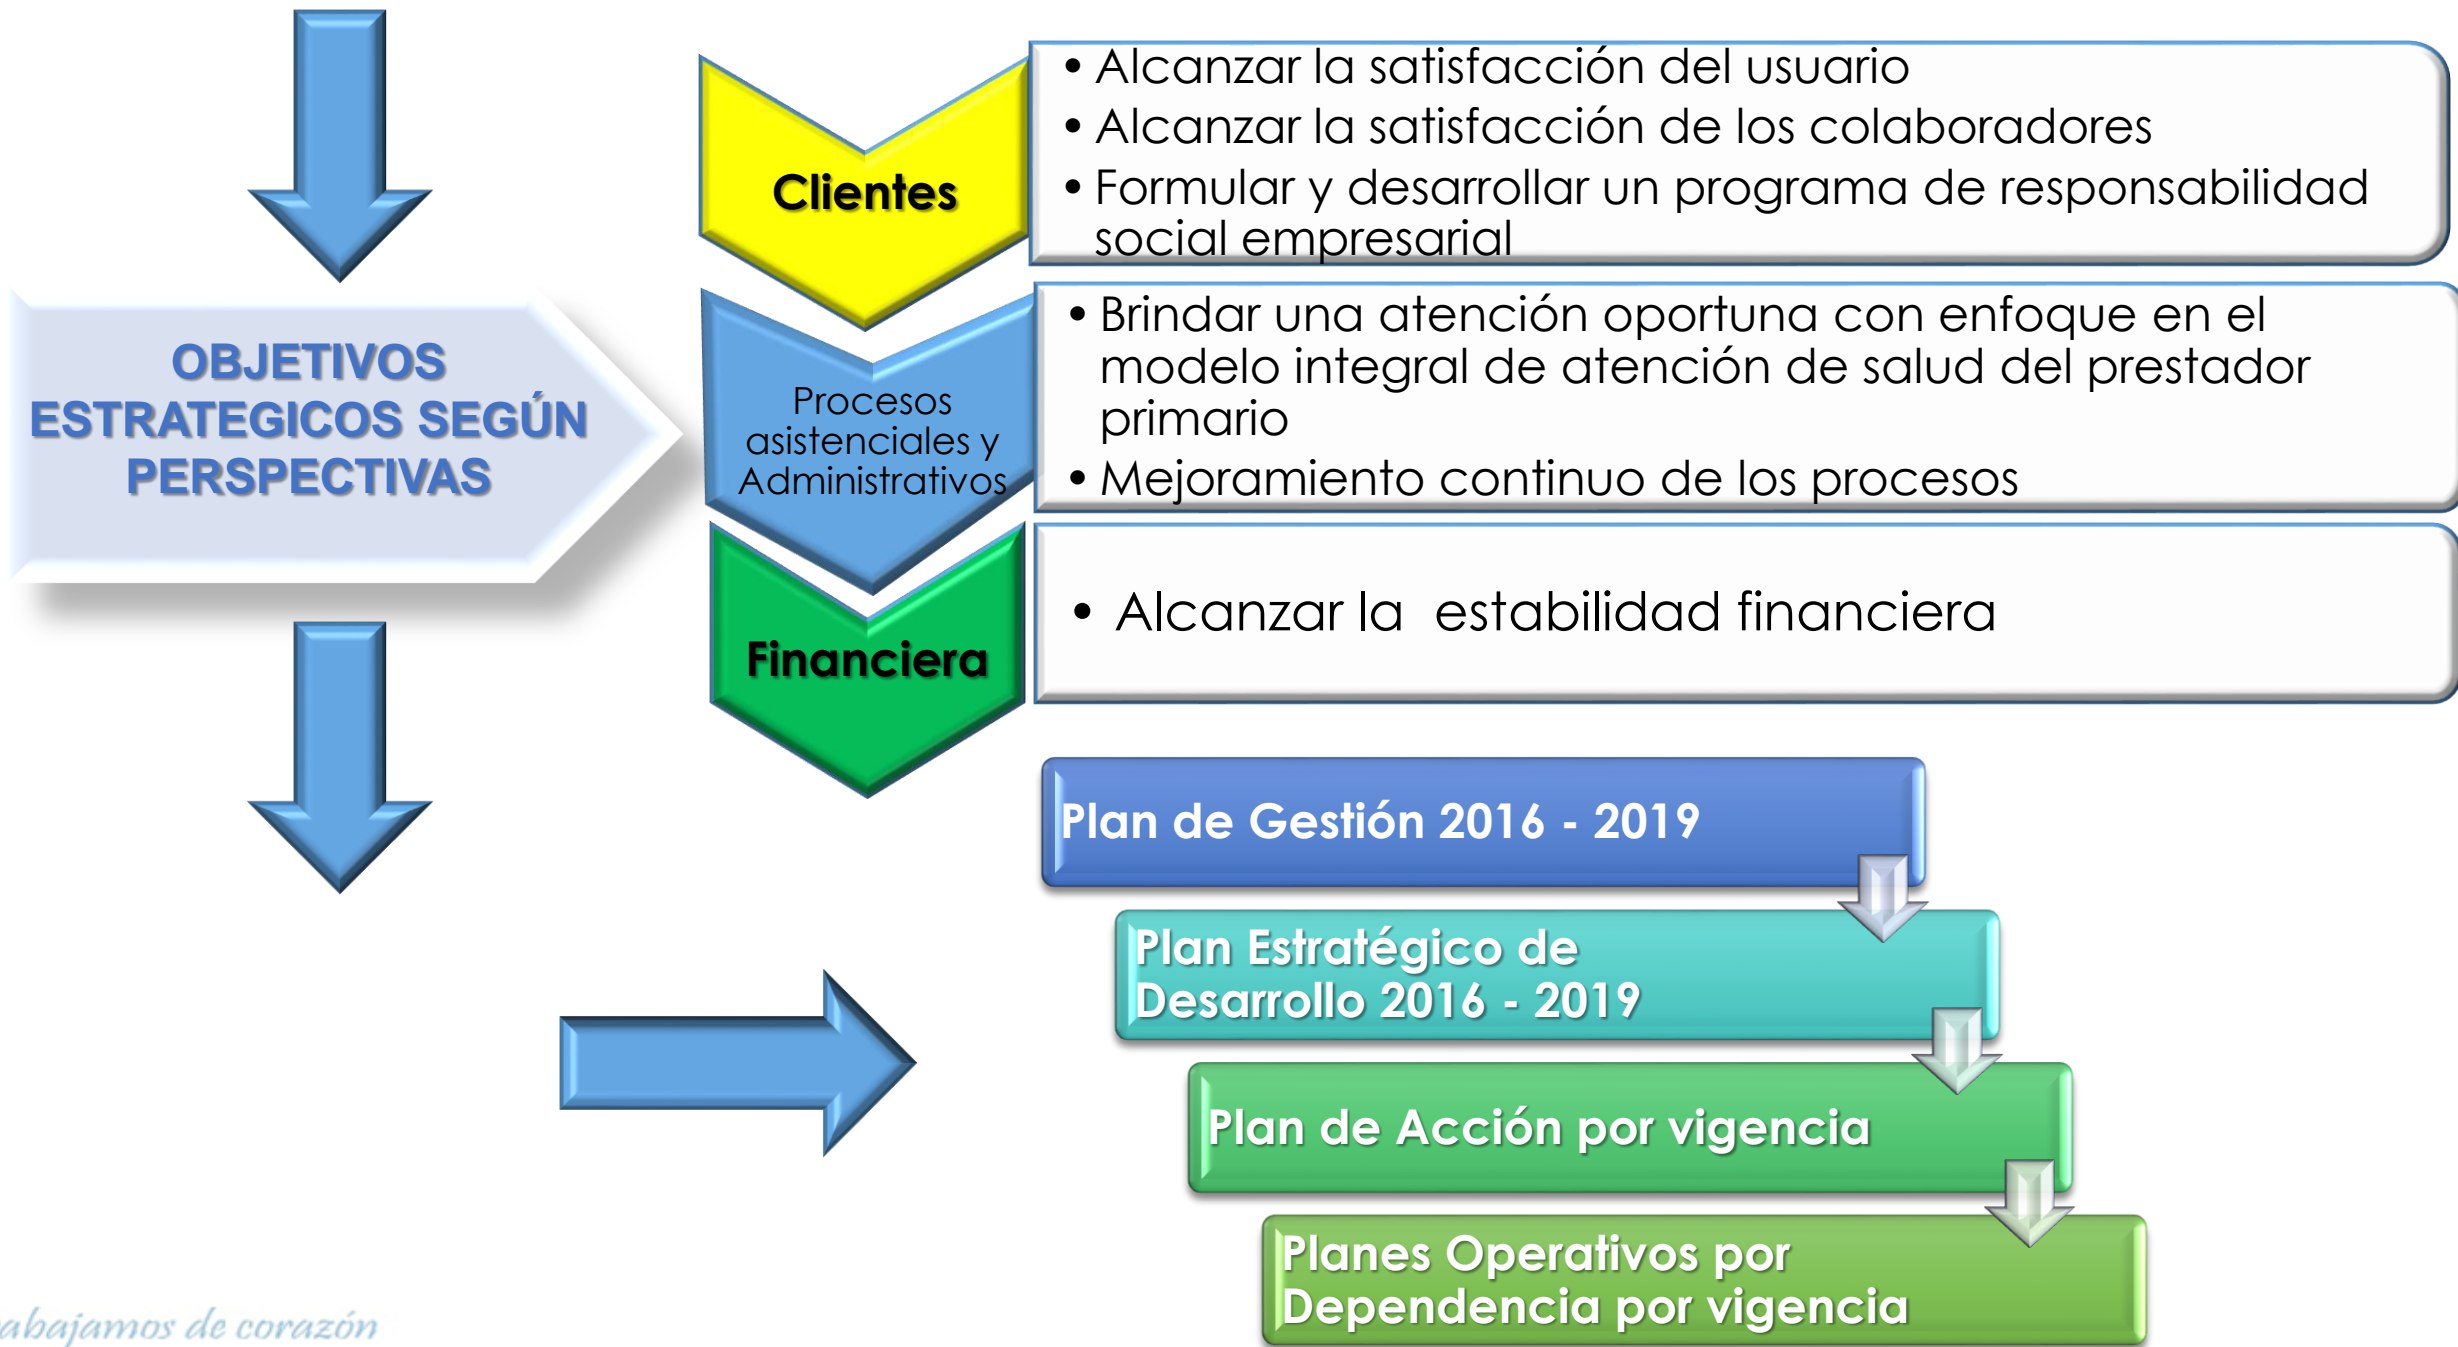 OBJETIVOS
ESTRATEGICOS SEGÚN
PERSPECTIVAS
Clientes
• Alcanzar la satisfacción del usuario
• Alcanzar la satisfacción de los colaboradores
• Formular y desarrollar un programa de responsabilidad
social empresarial
Procesos
asistenciales y
Administrativos
• Brindar una atención oportuna con enfoque en el
modelo integral de atención de salud del prestador
primario
• Mejoramiento continuo de los procesos
Financiera
• Alcanzar la estabilidad financiera
Plan de Gestión 2016 - 2019
Plan Estratégico de
Desarrollo 2016 - 2019
Plan de Acción por vigencia
Planes Operativos por
Dependencia por vigencia
abajamos de corazón